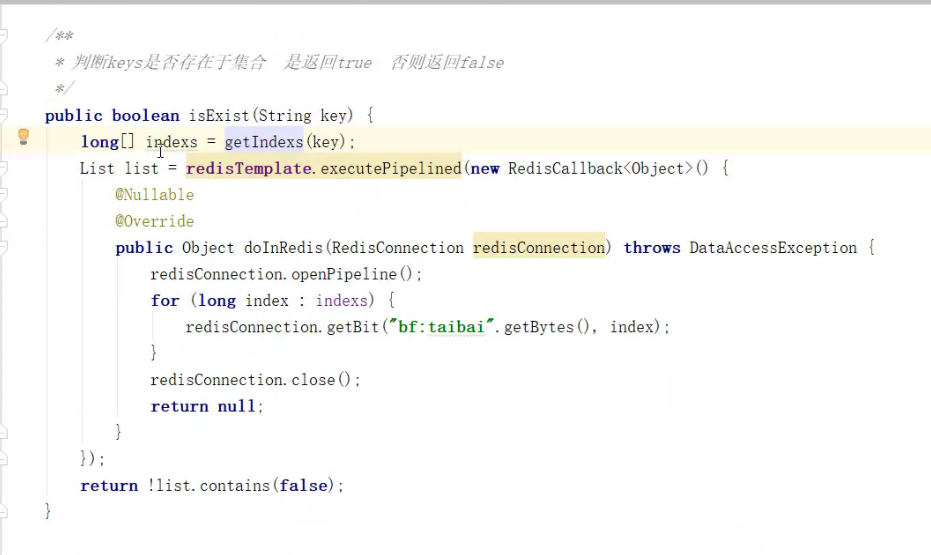 /**
 * 判断keys是否存在于集合  是返回true  否则返回false
 */
public boolean isExist(String key) {
    long[] indexs = getIndexs(key);
    List list = redisTemplate.executePipelined(new RedisCallback<Object>() {
        @Nullable
        @Override
        public Object doInRedis(RedisConnection redisConnection) throws DataAccessException {
            redisConnection.openPipeline();
            for (long index : indexs) {
                redisConnection.getBit("bf:taibai".getBytes(), index);
            }
            redisConnection.close();
            return null;
        }
    });
    return !list.contains(false);
}